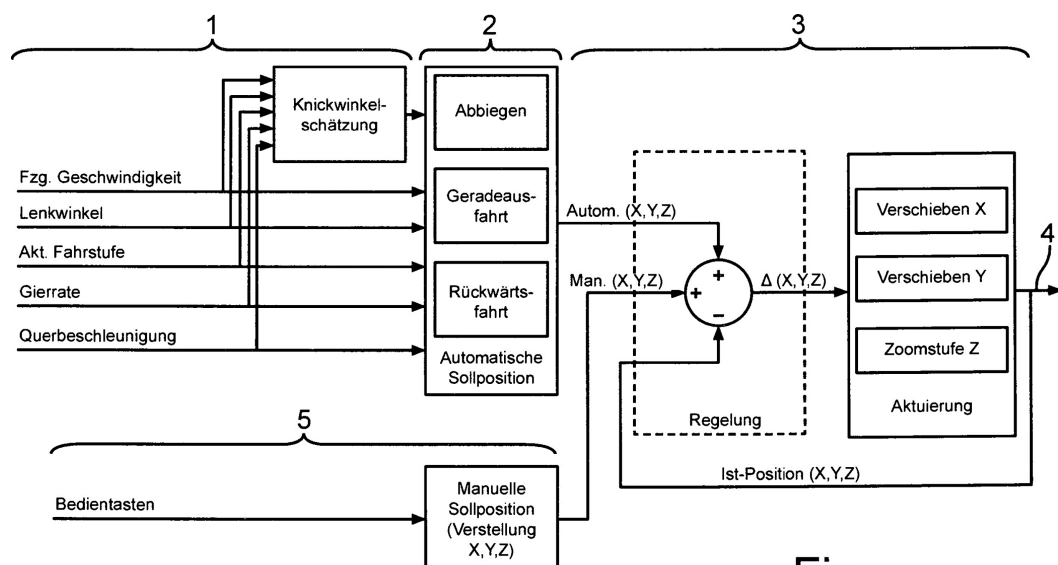 1
2
3
Knickwinkel-
schätzung
Abbiegen
Fzg. Geschwindigkeit
Lenkwinkel
Akt. Fahrstufe
Gierrate
Querbeschleunigung
Geradeaus-
fahrt
Rückwärts-
fahrt
Automatische
Sollposition
Autom. (X,Y,Z)
Man. (X,Y,Z)
+
+
−
Δ (X,Y,Z)
Regelung
Verschieben X
Verschieben Y
Zoomstufe Z
Aktuierung
4
Ist-Position (X,Y,Z)
5
Bedientasten
Manuelle
Sollposition
(Verstellung
X,Y,Z)